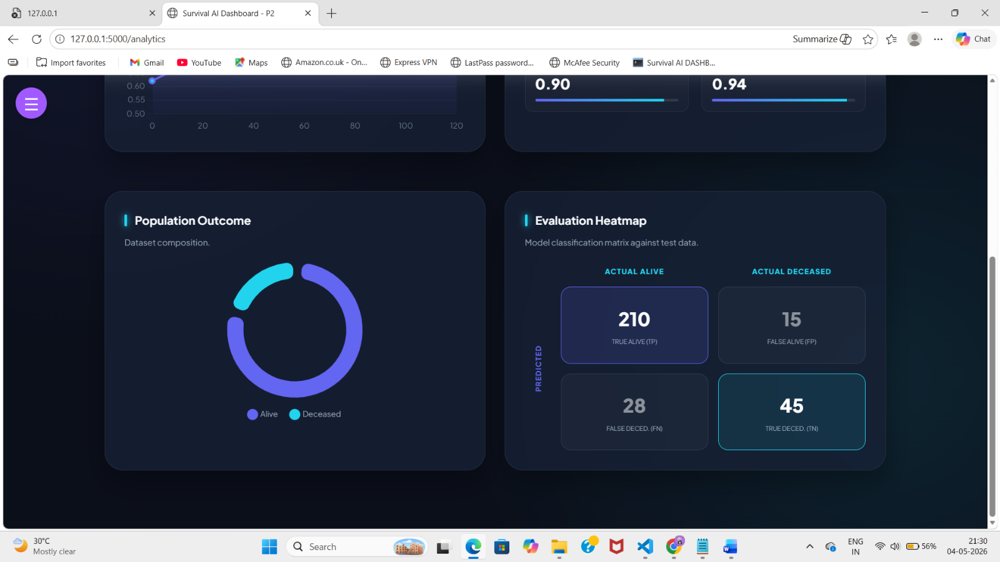 127.0.0.1
Survival AI Dashboard - P2
127.0.0.1:5000/analytics
Summarize
Chat
Import favorites
Gmail
YouTube
Maps
Amazon.co.uk - On...
Express VPN
LastPass password...
McAfee Security
Survival AI DASHB...
0.60
0.55
0.50
0 20 40 60 80 100 120
0.90
0.94
Population Outcome
Dataset composition.
Alive
Deceased
Evaluation Heatmap
Model classification matrix against test data.
ACTUAL ALIVE
ACTUAL DECEASED
PREDICTED
210
TRUE ALIVE (TP)
15
FALSE ALIVE (FP)
28
FALSE DECED. (FN)
45
TRUE DECED. (TN)
30°C
Mostly clear
Search
ENG
IN
56%
21:30
04-05-2026